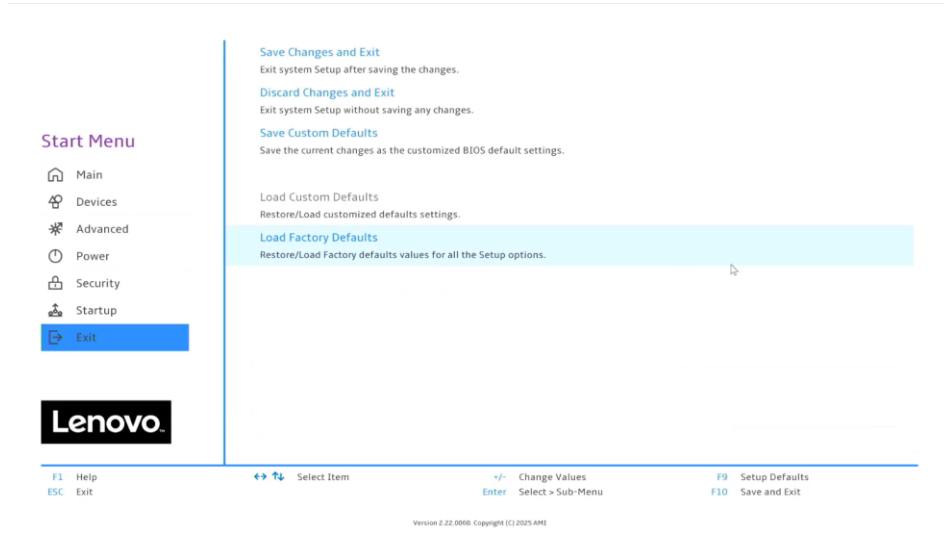 Start Menu
Main
Devices
Advanced
Power
Security
Startup
Exit
Lenovo
Save Changes and Exit
Exit system Setup after saving the changes.
Discard Changes and Exit
Exit system Setup without saving any changes.
Save Custom Defaults
Save the current changes as the customized BIOS default settings.
Load Custom Defaults
Restore/Load customized defaults settings.
Load Factory Defaults
Restore/Load Factory defaults values for all the Setup options.
F1 Help
ESC Exit
↔ ↑↓ Select Item
+/- Change Values
Enter Select > Sub-Menu
F9 Setup Defaults
F10 Save and Exit
Version 2.22.0060. Copyright (C) 2025 AMI